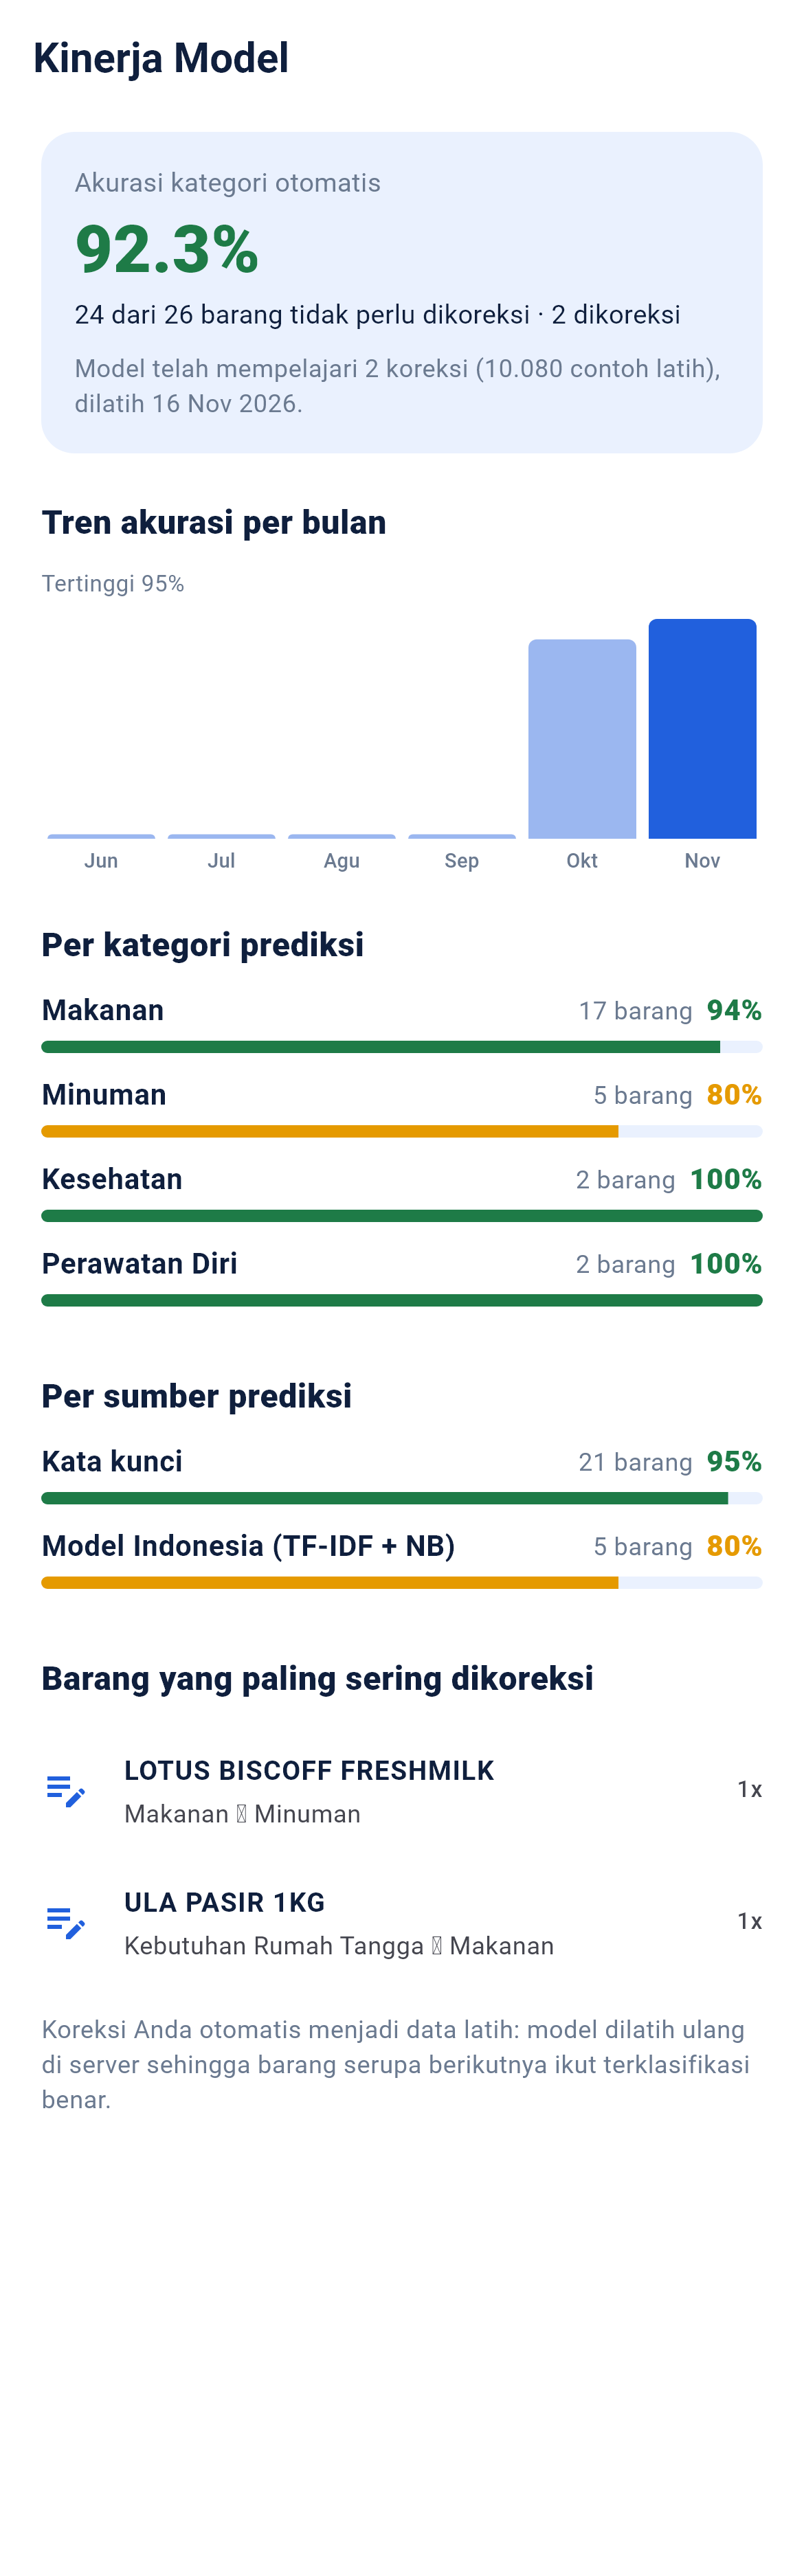 Kinerja Model
Akurasi kategori otomatis
92.3%
24 dari 26 barang tidak perlu dikoreksi · 2 dikoreksi
Model telah mempelajari 2 koreksi (10.080 contoh latih),
dilatih 16 Nov 2026.
Tren akurasi per bulan
Tertinggi 95%
Jun Jul Agu Sep Okt Nov
Per kategori prediksi
Makanan 17 barang 94%
Minuman 5 barang 80%
Kesehatan 2 barang 100%
Perawatan Diri 2 barang 100%
Per sumber prediksi
Kata kunci 21 barang 95%
Model Indonesia (TF-IDF + NB) 5 barang 80%
Barang yang paling sering dikoreksi
LOTUS BISCOFF FRESHMILK
Makanan Minuman
1x
ULA PASIR 1KG
Kebutuhan Rumah Tangga Makanan
1x
Koreksi Anda otomatis menjadi data latih: model dilatih ulang
di server sehingga barang serupa berikutnya ikut terklasifikasi
benar.